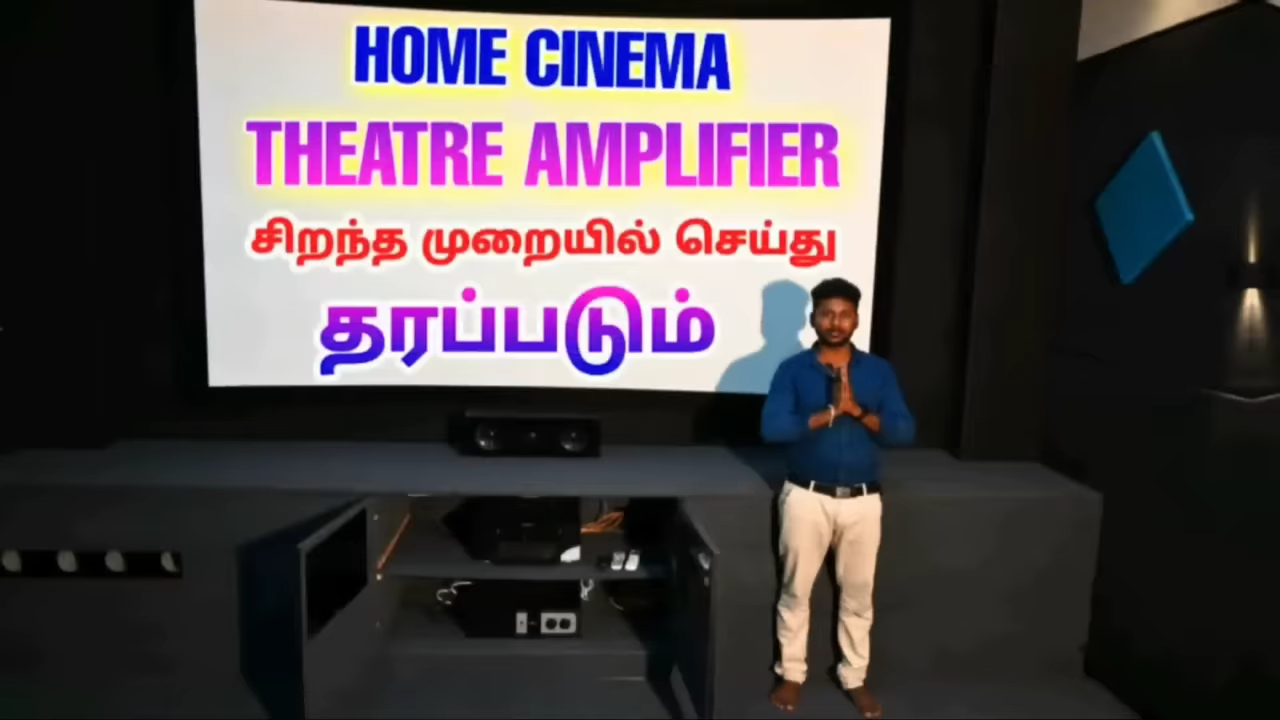 HOME CINEMA
THEATRE AMPLIFIER
சிறந்த முறையில் செய்து
தரப்படும்